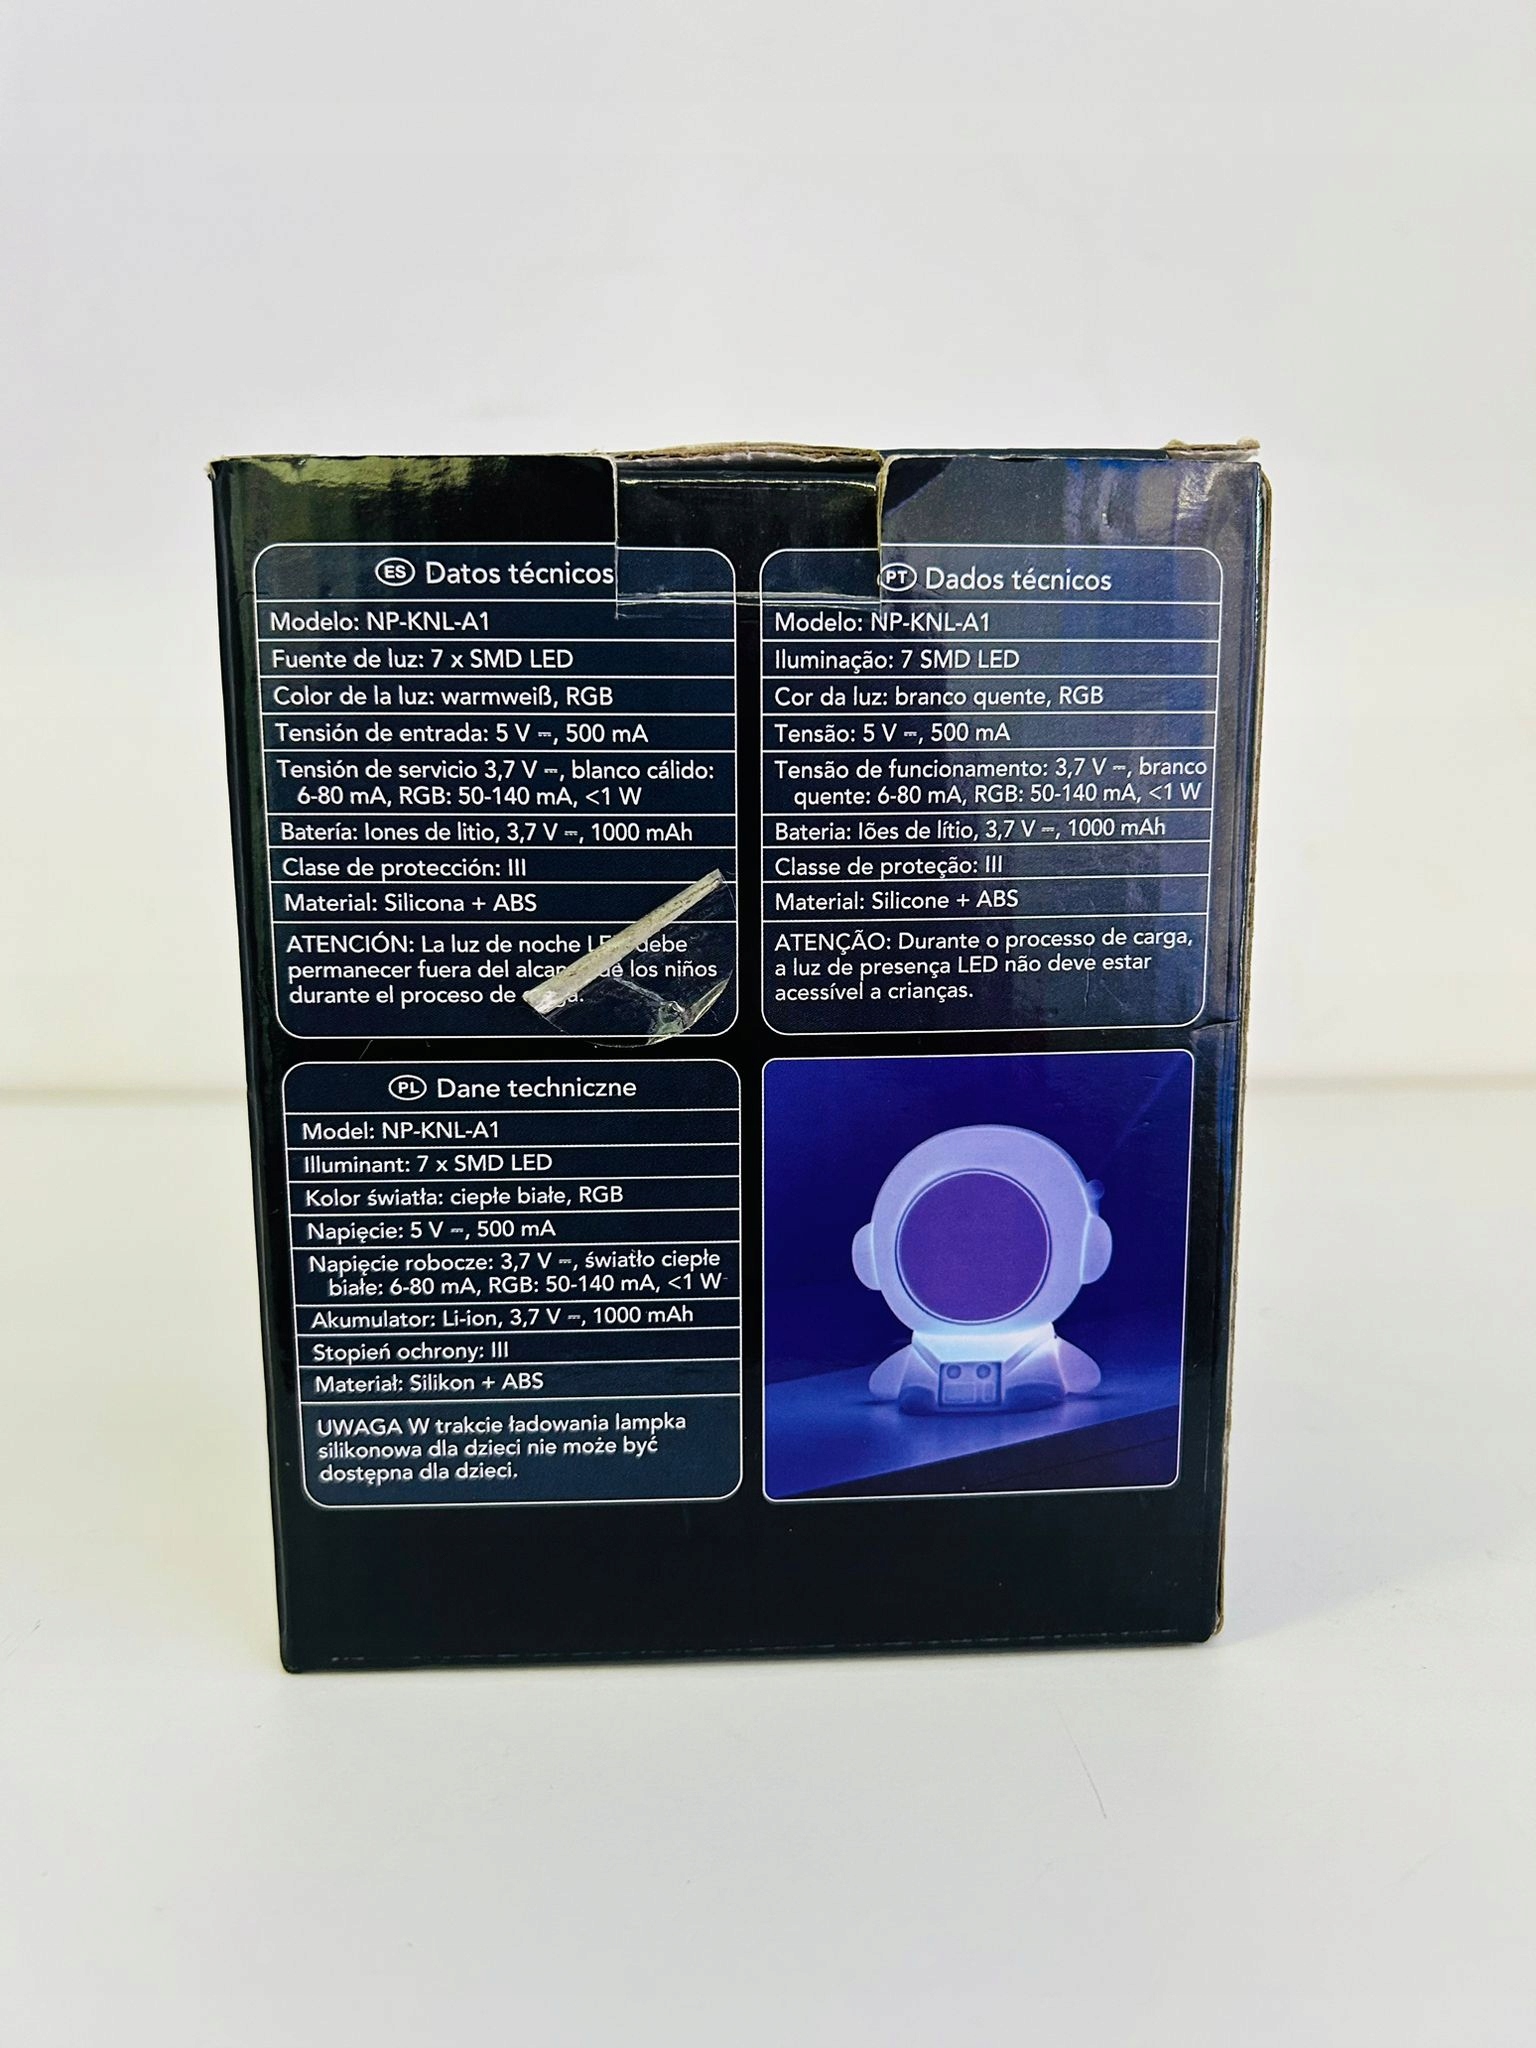 ES Datos técnicos
Modelo: NP-KNL-A1
Fuente de luz: 7 x SMD LED
Color de la luz: warmweiß, RGB
Tensión de entrada: 5 V ⎓, 500 mA
Tensión de servicio 3,7 V ⎓, blanco cálido:
6-80 mA, RGB: 50-140 mA, <1 W
Batería: Iones de litio, 3,7 V ⎓, 1000 mAh
Clase de protección: III
Material: Silicona + ABS
ATENCIÓN: La luz de noche debe
permanecer fuera del de los niños
durante el proceso de
PT Dados técnicos
Modelo: NP-KNL-A1
Iluminação: 7 SMD LED
Cor da luz: branco quente, RGB
Tensão: 5 V ⎓, 500 mA
Tensão de funcionamento: 3,7 V ⎓, branco
quente: 6-80 mA, RGB: 50-140 mA, <1 W
Bateria: Iões de lítio, 3,7 V ⎓, 1000 mAh
Classe de proteção: III
Material: Silicone + ABS
ATENÇÃO: Durante o processo de carga,
a luz de presença LED não deve estar
acessível a crianças.
PL Dane techniczne
Model: NP-KNL-A1
Illuminant: 7 x SMD LED
Kolor światła: ciepłe białe, RGB
Napięcie: 5 V ⎓, 500 mA
Napięcie robocze: 3,7 V ⎓, światło ciepłe
białe: 6-80 mA, RGB: 50-140 mA, <1 W
Akumulator: Li-ion, 3,7 V ⎓, 1000 mAh
Stopień ochrony: III
Materiał: Silikon + ABS
UWAGA W trakcie ładowania lampka
silikonowa dla dzieci nie może być
dostępna dla dzieci.